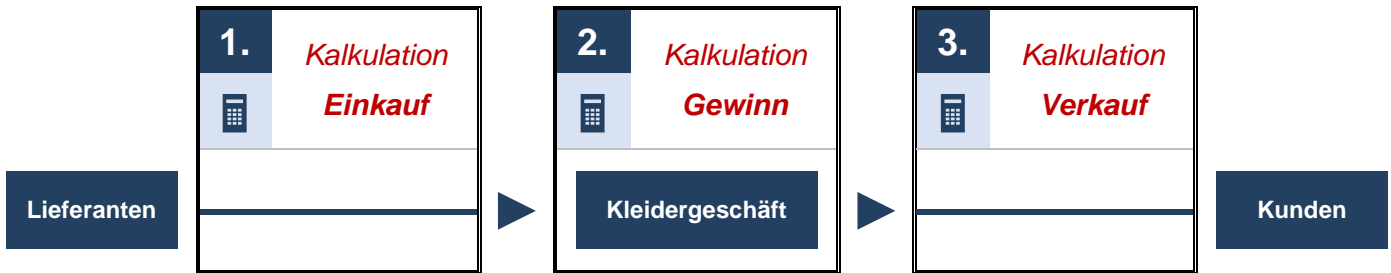 1.
Kalkulation
Einkauf
2.
Kalkulation
Gewinn
3.
Kalkulation
Verkauf
Lieferanten
Kleidergeschäft
Kunden